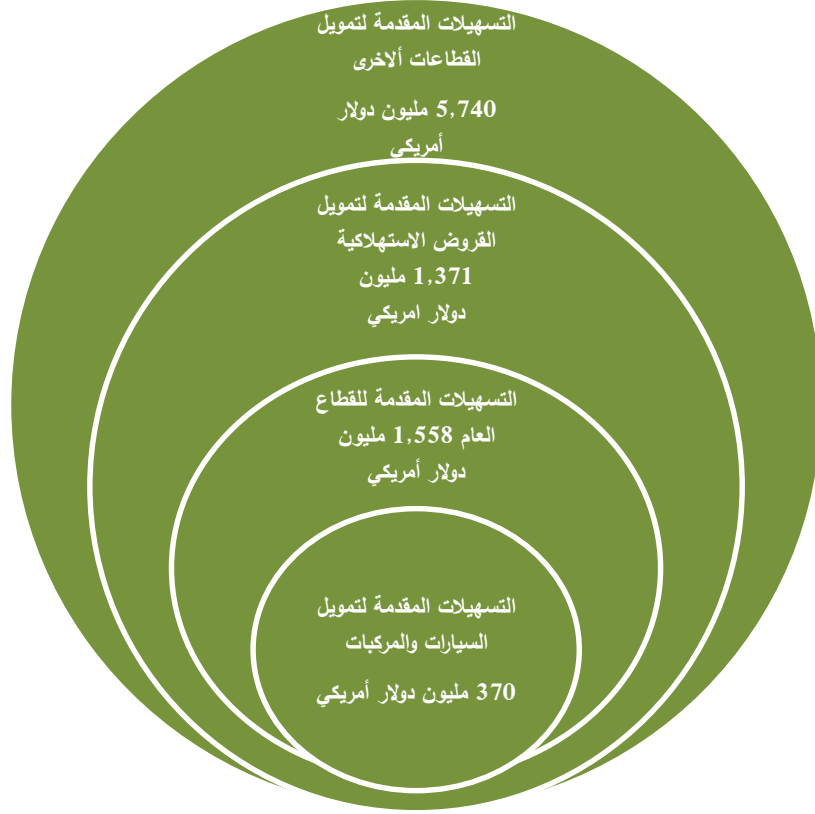 التسهيلات المقدمة لتمويل
القطاعات ألاخرى
5,740 مليون دولار
أمريكي
التسهيلات المقدمة لتمويل
القروض الاستهلاكية
1,371 مليون
دولار امريكي
التسهيلات المقدمة للقطاع
العام 1,558 مليون
دولار أمريكي
التسهيلات المقدمة لتمويل
السيارات والمركبات
370 مليون دولار أمريكي